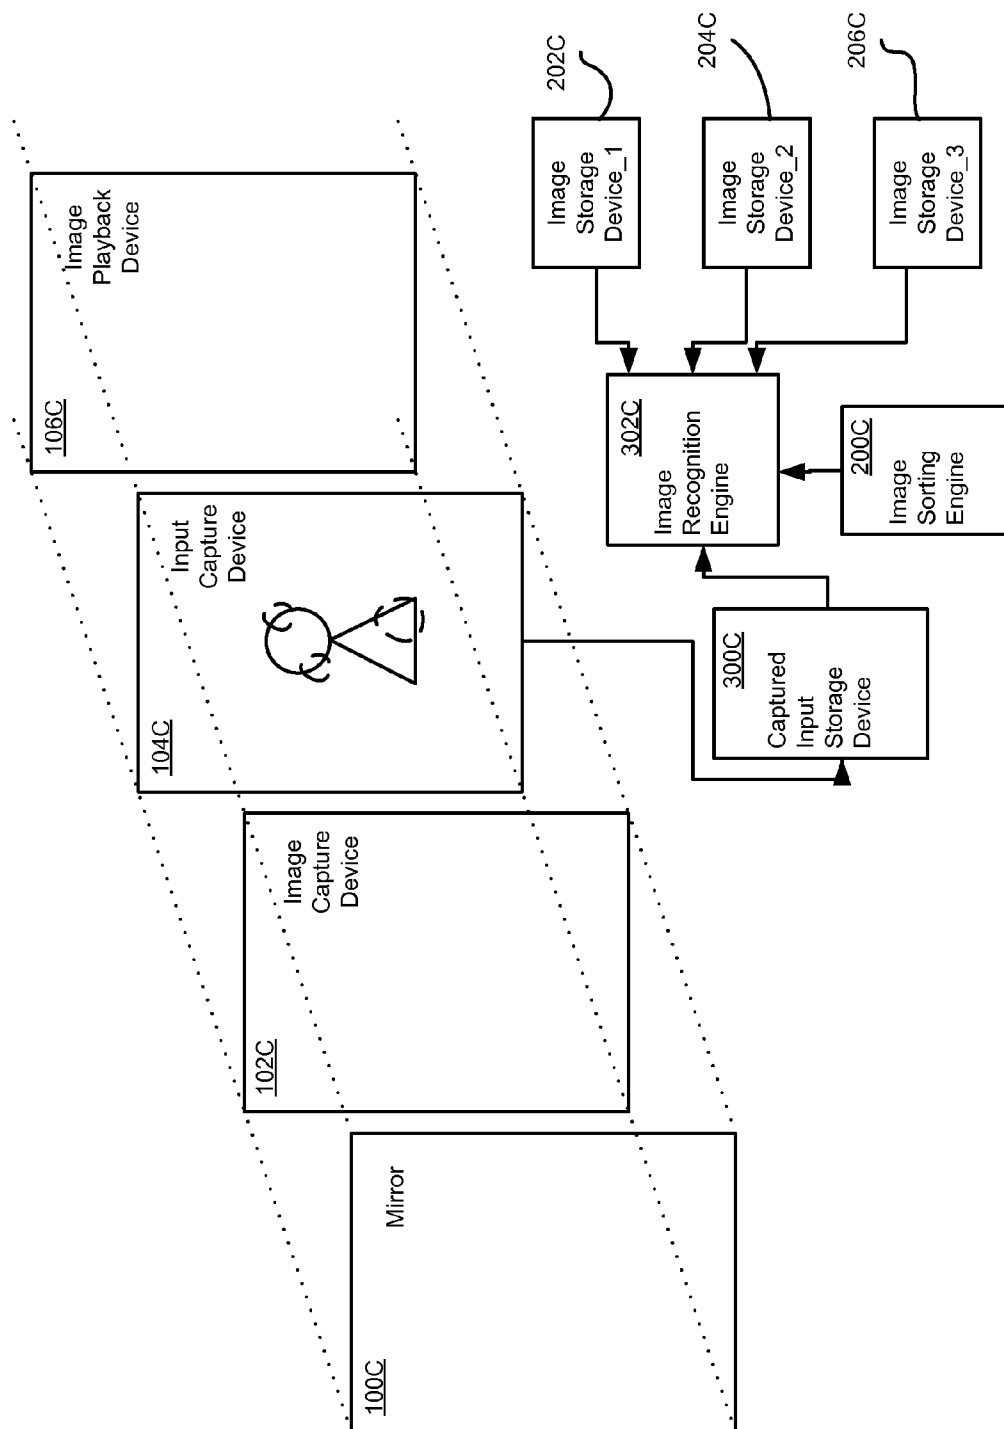 100C
Mirror
102C
Image
Capture
Device
104C
Input
Capture
Device
106C
Image
Playback
Device
300C
Captured
Input
Storage
Device
302C
Image
Recognition
Engine
200C
Image
Sorting
Engine
Image
Storage
Device_1
202C
Image
Storage
Device_2
204C
Image
Storage
Device_3
206C